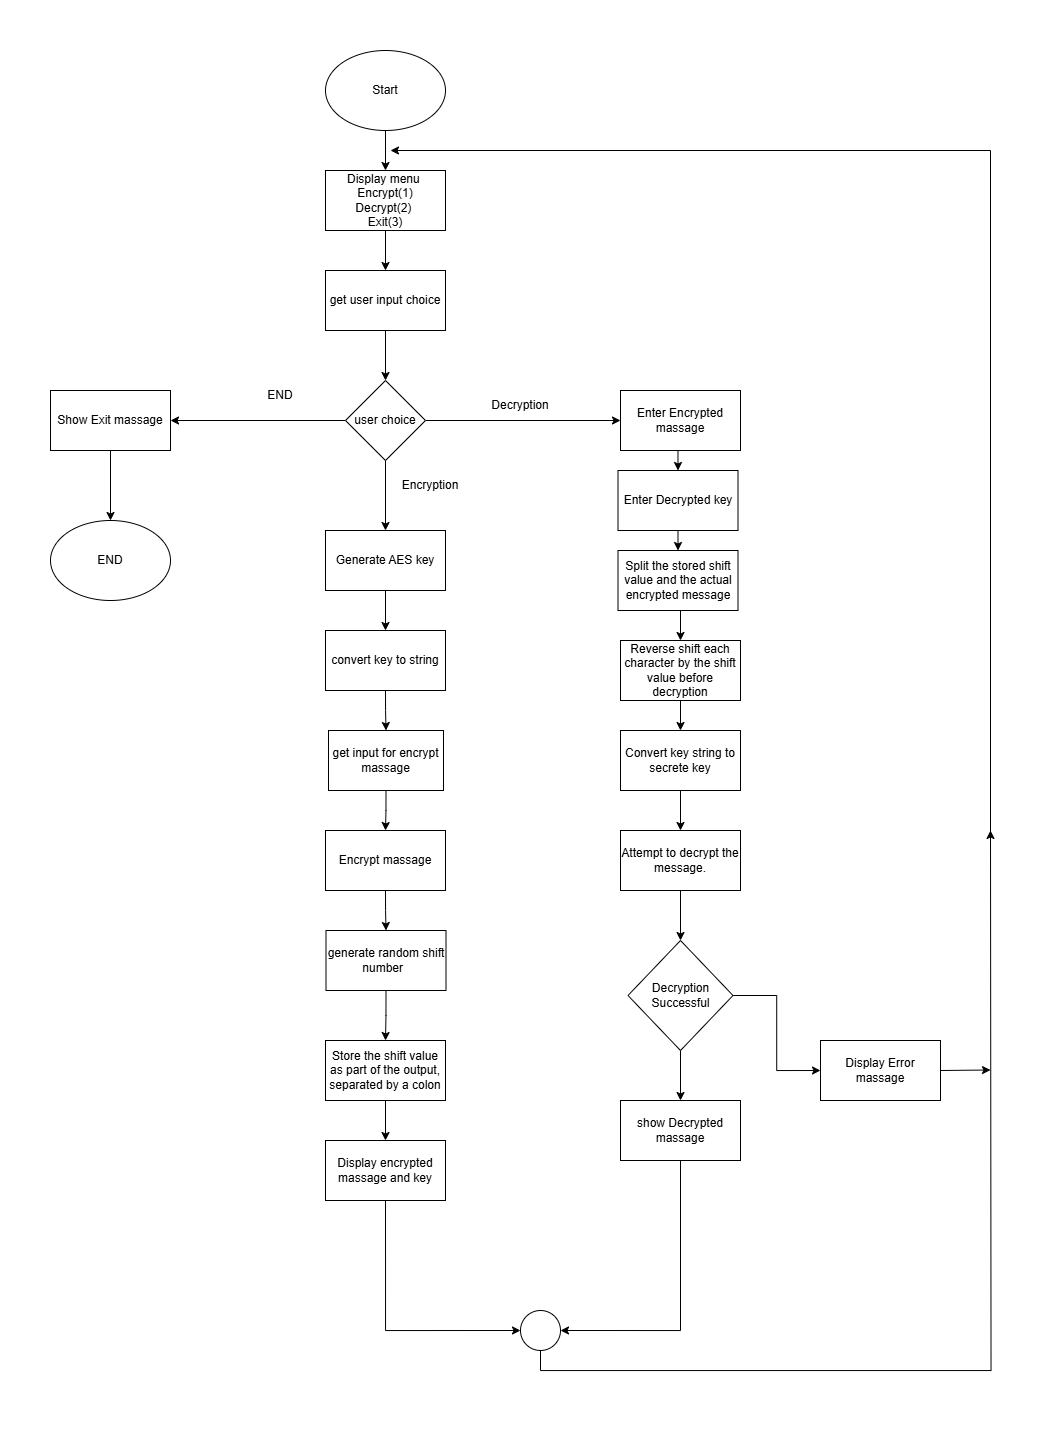 Start
Display menu
Encrypt(1)
Decrypt(2)
Exit(3)
get user input choice
user choice
END
Show Exit massage
END
Decryption
Encryption
Generate AES key
convert key to string
get input for encrypt
massage
Encrypt massage
generate random shift
number
Store the shift value
as part of the output,
separated by a colon
Display encrypted
massage and key
Enter Encrypted
massage
Enter Decrypted key
Split the stored shift
value and the actual
encrypted message
Reverse shift each
character by the shift
value before
decryption
Convert key string to
secrete key
Attempt to decrypt the
message.
Decryption
Successful
Display Error
massage
show Decrypted
massage